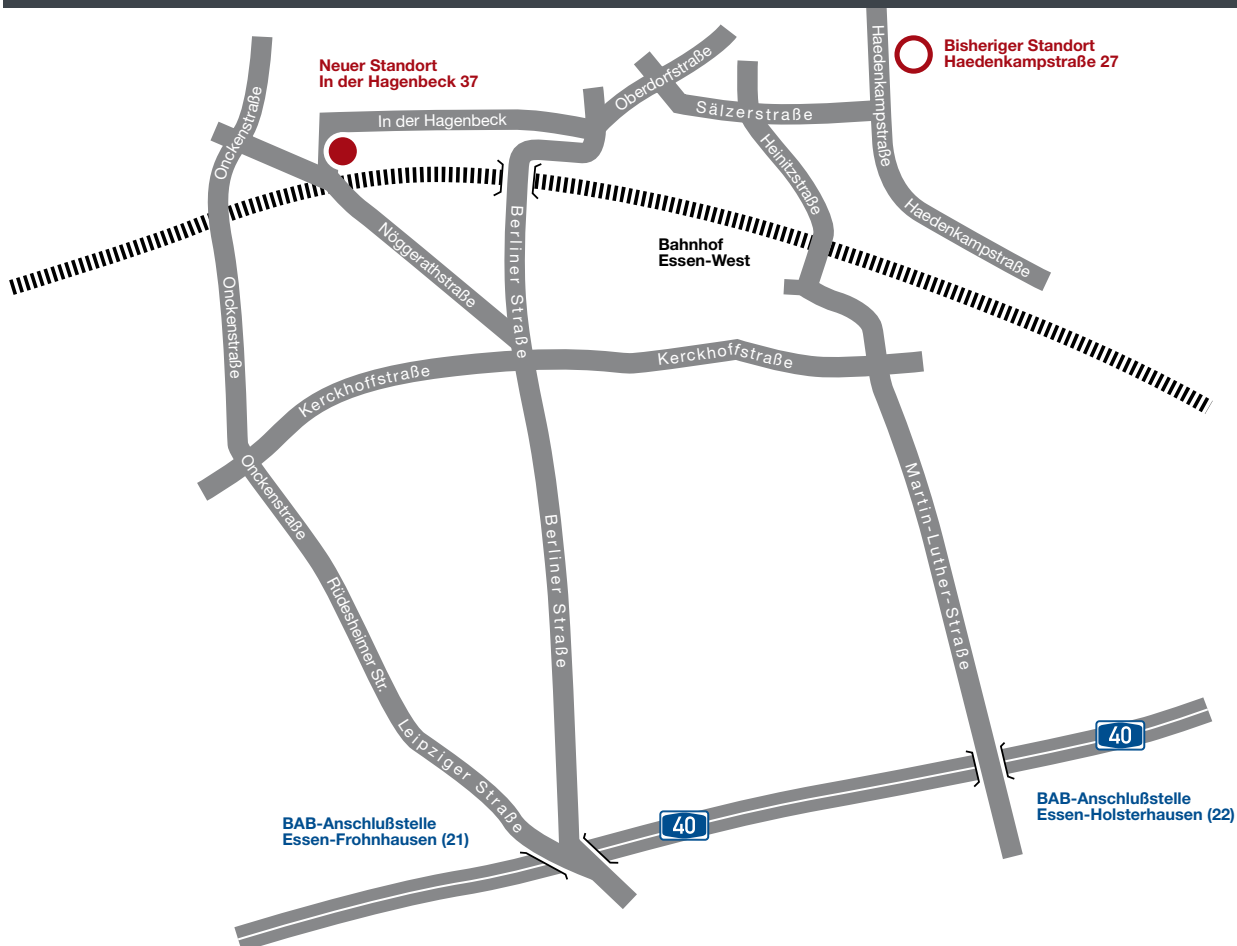 Neuer Standort
In der Hagenbeck 37
Bisheriger Standort
Haedenkampstraße 27
Haedenkampstraße
Oberdorfstraße
Sälzerstraße
In der Hagenbeck
Onckenstraße
Heinitzstraße
Berliner Straße
Nöggerathstraße
Haedenkampstraße
Bahnhof
Essen-West
Onckenstraße
Kerckhoffstraße
Kerckhoffstraße
Onckenstraße
Martin-Luther-Straße
Berliner Straße
Rüdesheimer Str.
Leipziger Straße
40
40
BAB-Anschlußstelle
Essen-Holsterhausen (22)
BAB-Anschlußstelle
Essen-Frohnhausen (21)